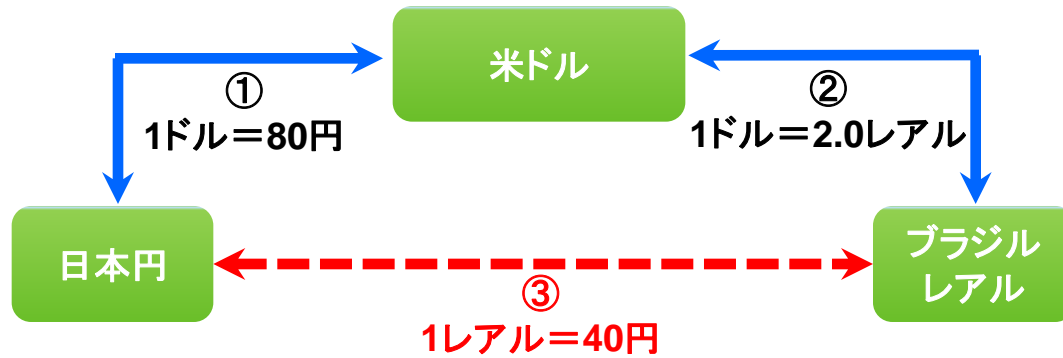 米ドル
①
1ドル＝80円
②
1ドル＝2.0レアル
日本円
ブラジル
レアル
③
1レアル＝40円